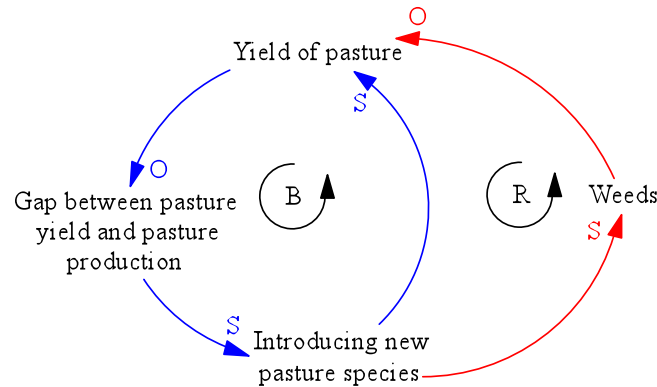 O
Yield of pasture
S
O
B
R
Weeds
Gap between pasture
yield and pasture
production
S
S
Introducing new
pasture species